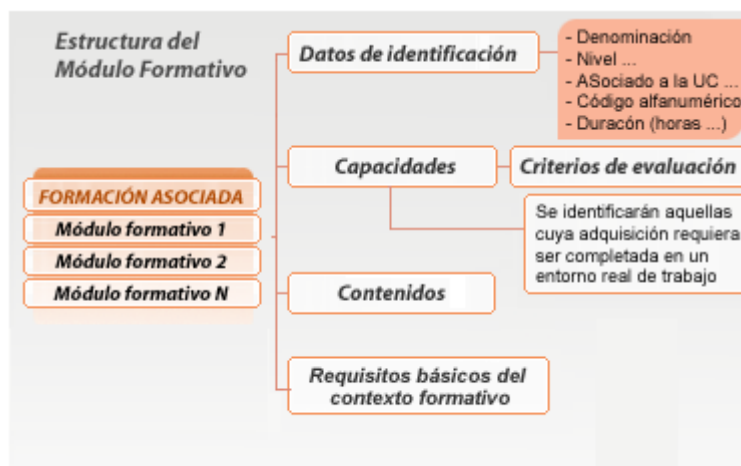 Estructura del
Módulo Formativo
FORMACIÓN ASOCIADA
Módulo formativo 1
Módulo formativo 2
Módulo formativo N
Datos de identificación
- Denominación
- Nivel ...
- ASociado a la UC ...
- Código alfanumérico
- Duracón (horas ...)
Capacidades
Criterios de evaluación
Se identificarán aquellas
cuya adquisición requiera
ser completada en un
entorno real de trabajo
Contenidos
Requisitos básicos del
contexto formativo